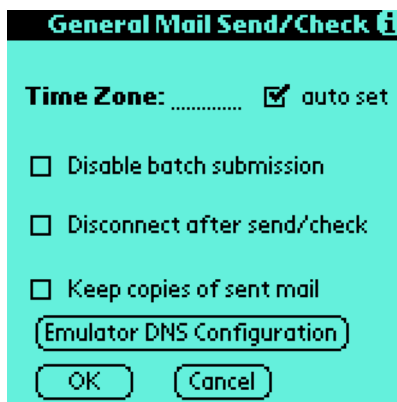 General Mail Send/Check i
Time Zone: ............ auto set
Disable batch submission
Disconnect after send/check
Keep copies of sent mail
Emulator DNS Configuration
OK Cancel